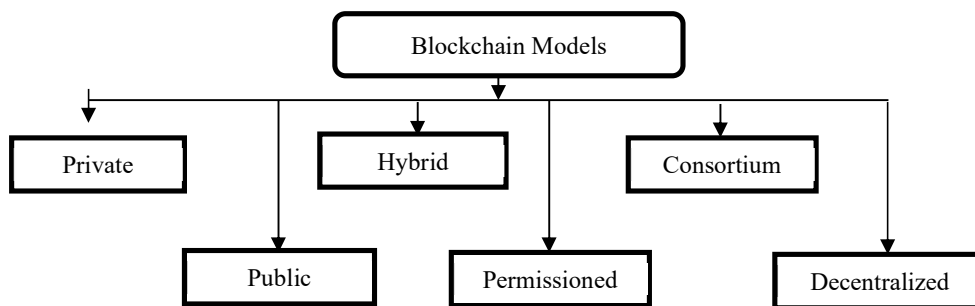 Blockchain Models
Private
Hybrid
Consortium
Public
Permissioned
Decentralized